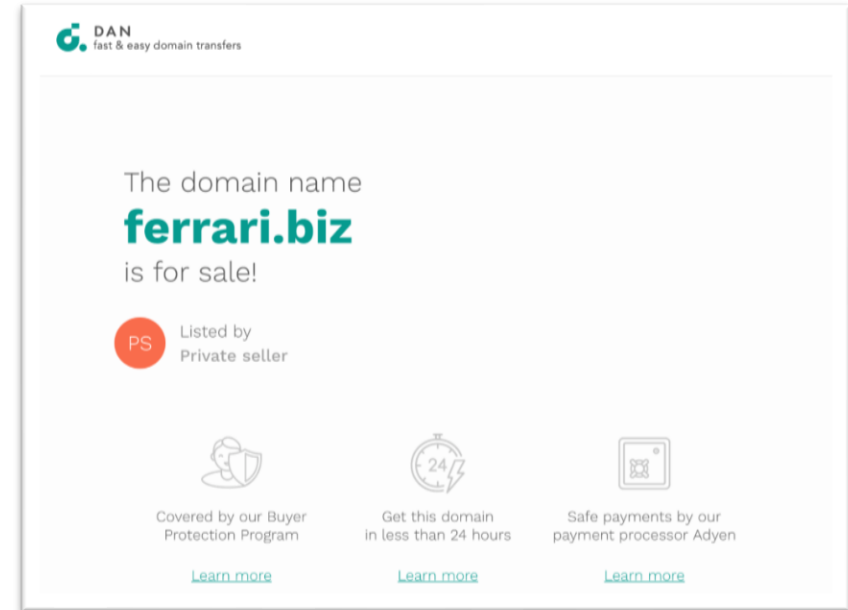 DAN
fast & easy domain transfers
The domain name
ferrari.biz
is for sale!
PS
Listed by
Private seller
24
Covered by our Buyer
Protection Program
Learn more
Get this domain
in less than 24 hours
Learn more
Safe payments by our
payment processor Adyen
Learn more